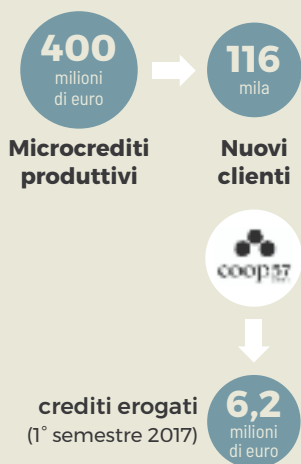 400
milioni
di euro
Microcrediti
produttivi
116
mila
Nuovi
clienti
coop57
crediti erogati
(1° semestre 2017)
6,2
milioni
di euro